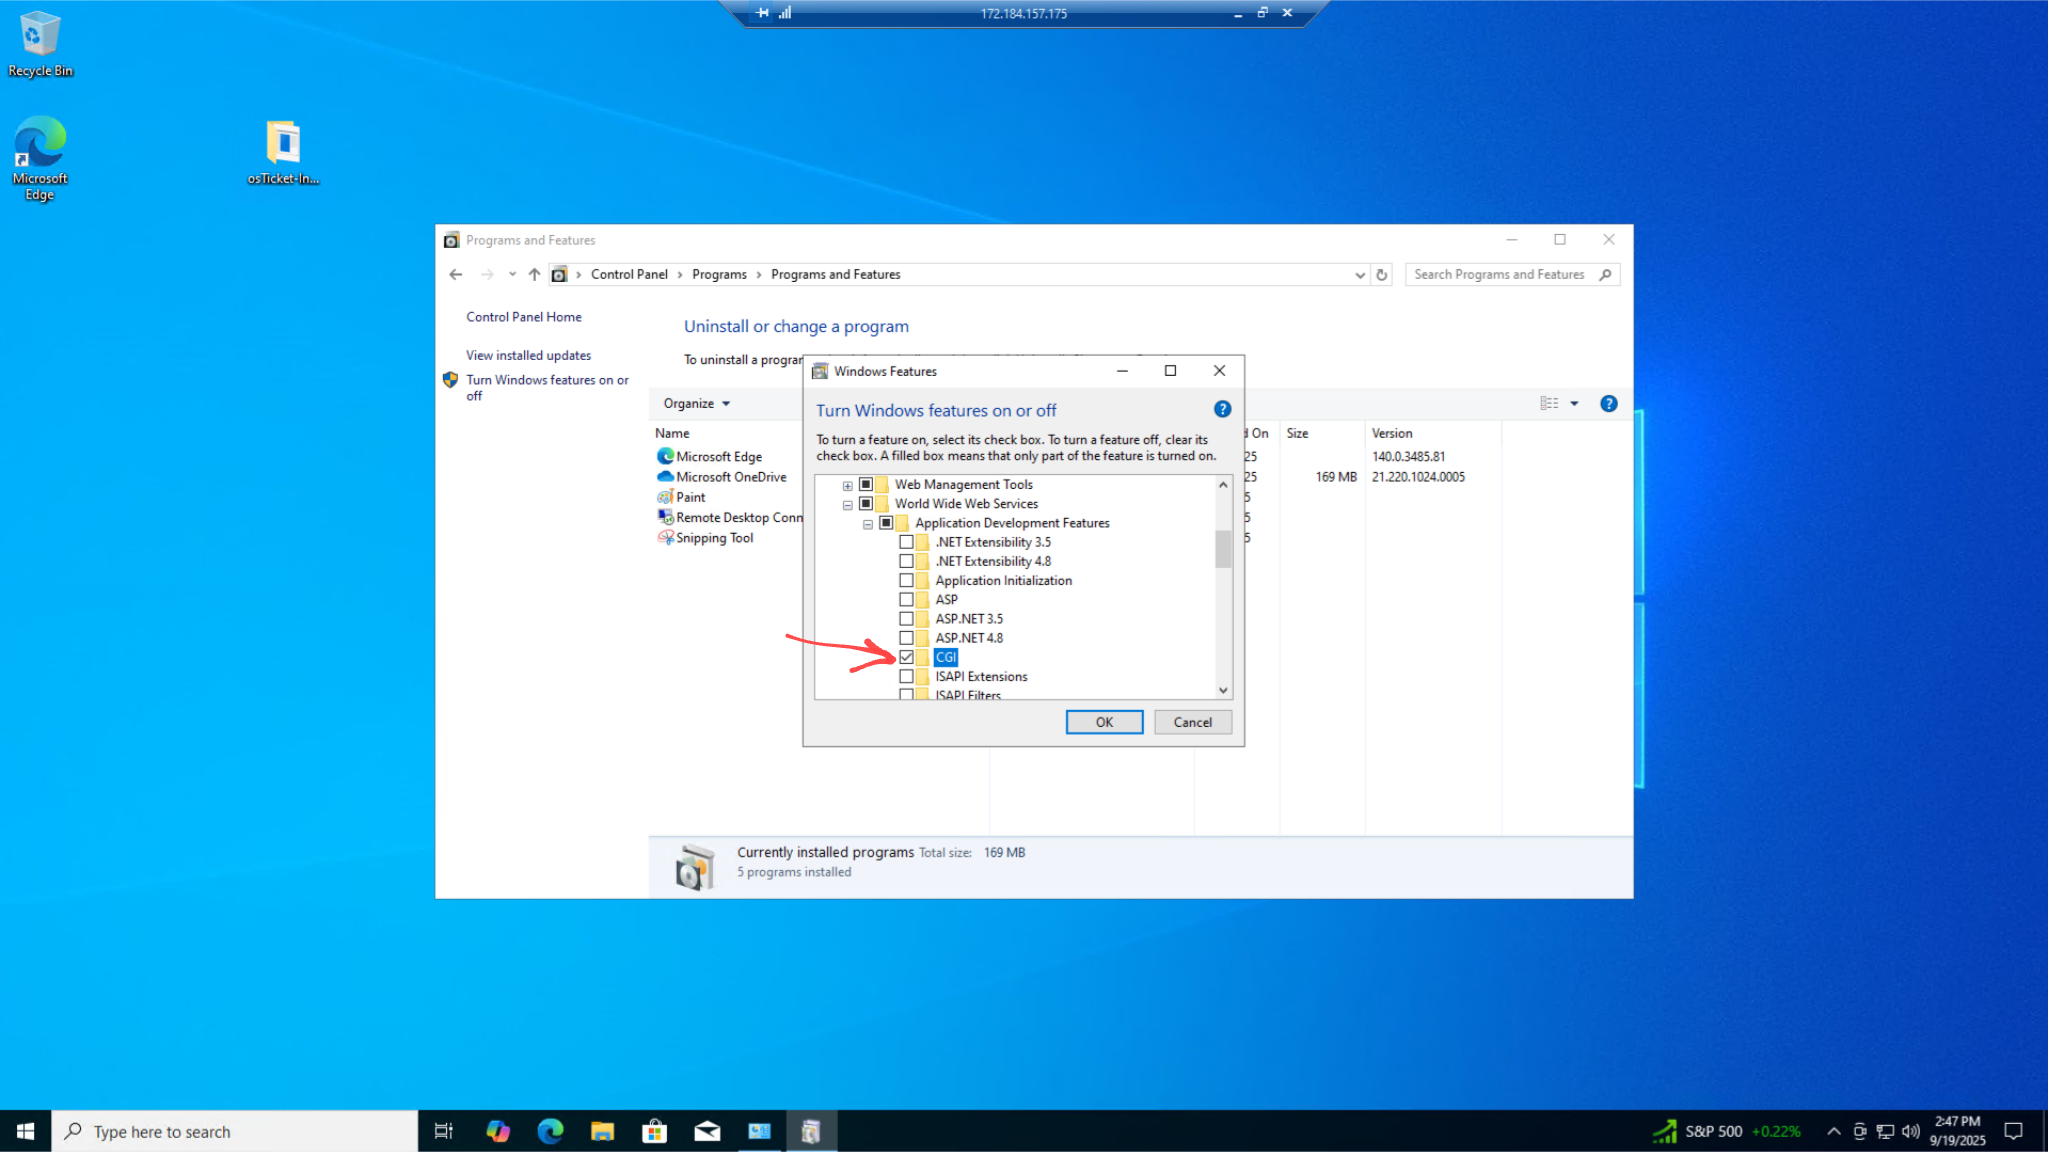 172.184.157.175
Recycle Bin
Microsoft
Edge
osTicket-In...
Programs and Features
Control Panel > Programs > Programs and Features
Search Programs and Features
Control Panel Home
View installed updates
Turn Windows features on or
off
Uninstall or change a program
To uninstall a program
Organize
Name
d On
Size
Version
Microsoft Edge
25
140.0.3485.81
Microsoft OneDrive
25
169 MB
21.220.1024.0005
Paint
5
Remote Desktop Conn
5
Snipping Tool
5
Windows Features
Turn Windows features on or off
To turn a feature on, select its check box. To turn a feature off, clear its
check box. A filled box means that only part of the feature is turned on.
Web Management Tools
World Wide Web Services
Application Development Features
.NET Extensibility 3.5
.NET Extensibility 4.8
Application Initialization
ASP
ASP.NET 3.5
ASP.NET 4.8
CGI
ISAPI Extensions
ISAPI Filters
OK
Cancel
Currently installed programs Total size: 169 MB
5 programs installed
Type here to search
S&P 500 +0.22%
2:47 PM
9/19/2025